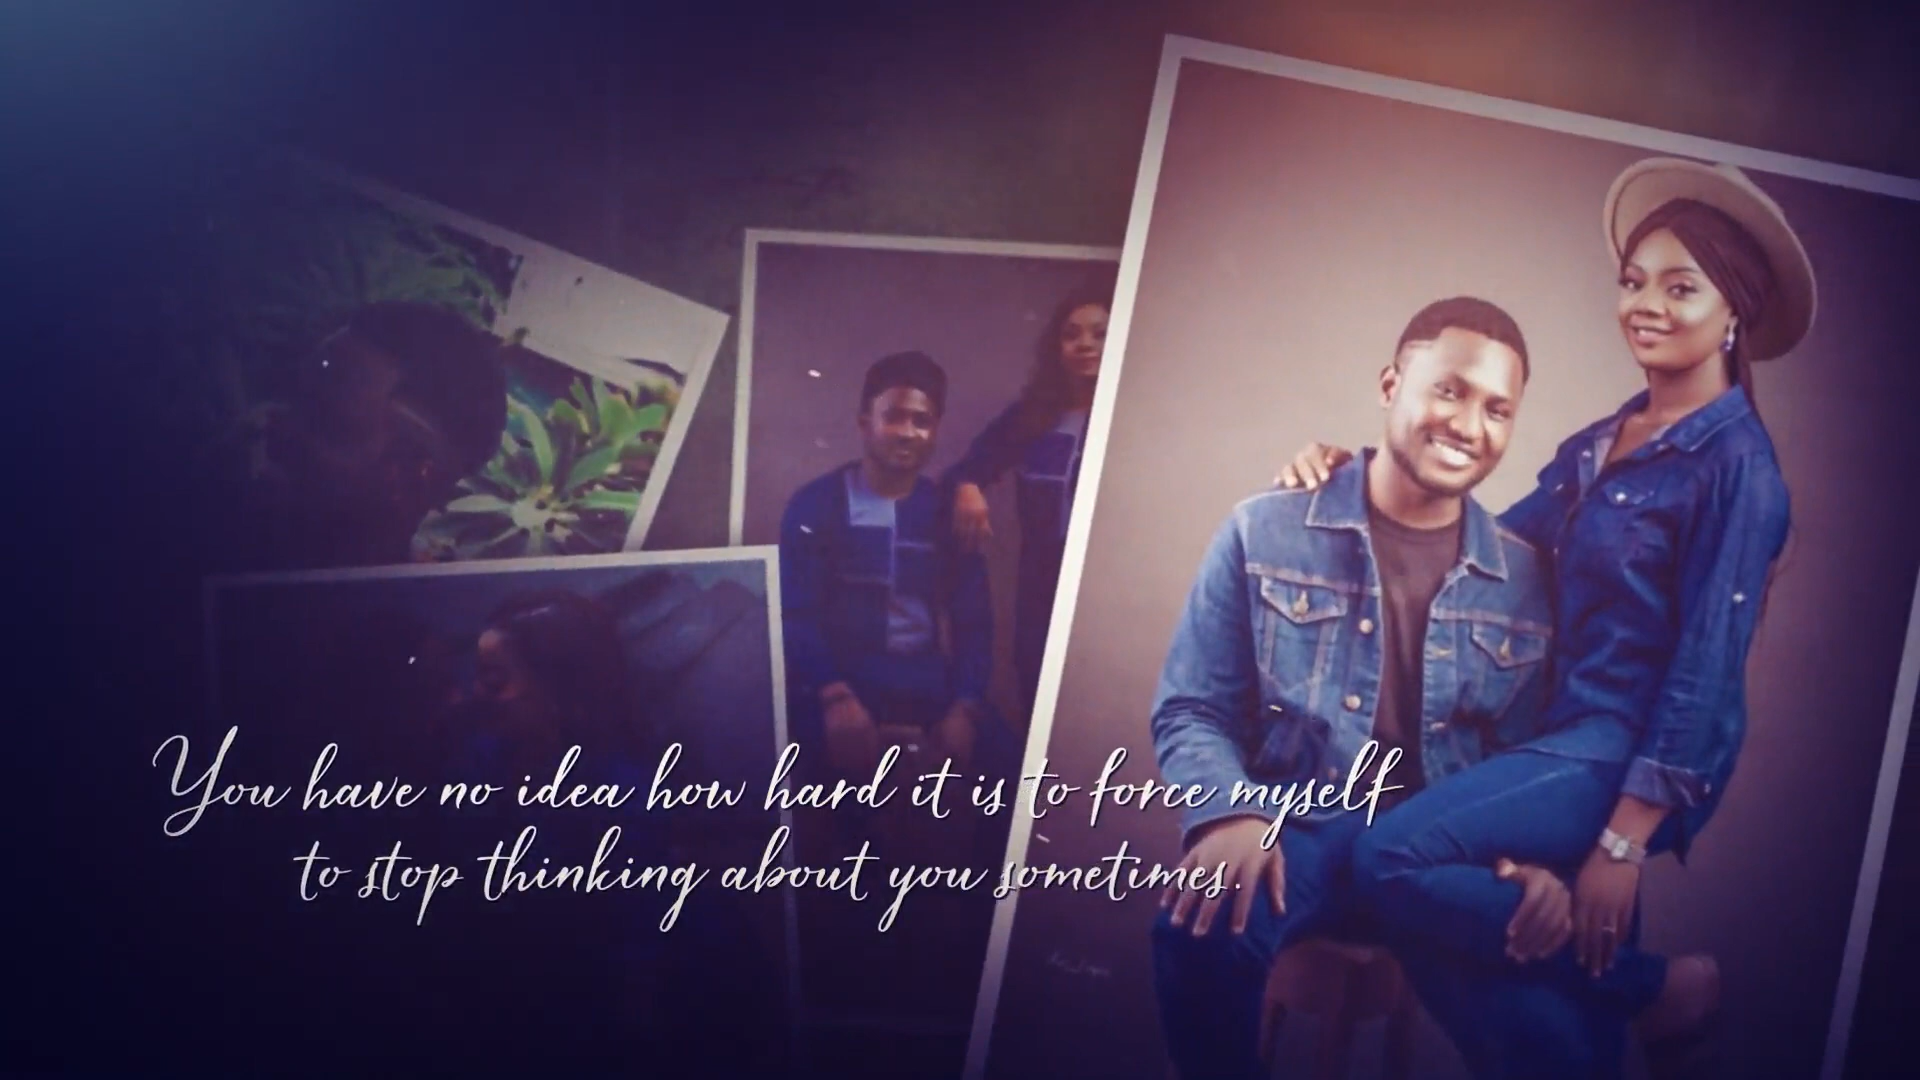 You have no idea how hard it is to force myself
to stop thinking about you sometimes.